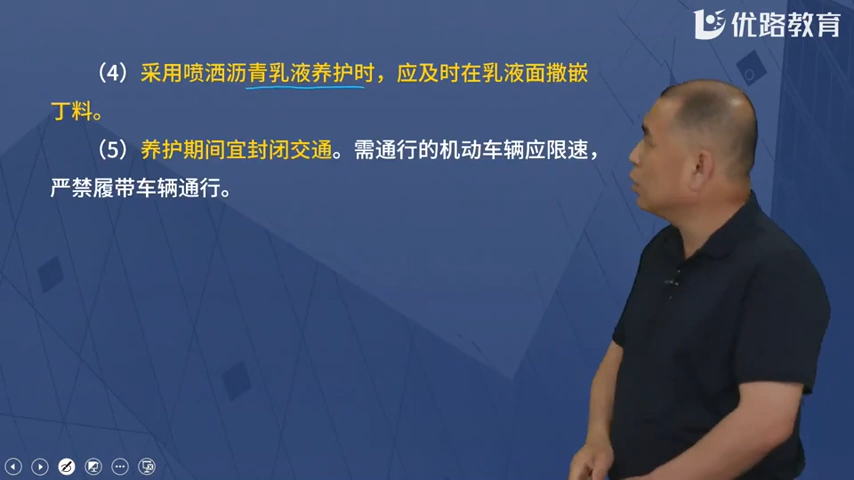 优路教育
（4）采用喷洒沥青乳液养护时，应及时在乳液面撒嵌
丁料。
（5）养护期间宜封闭交通。需通行的机动车辆应限速，
严禁履带车辆通行。